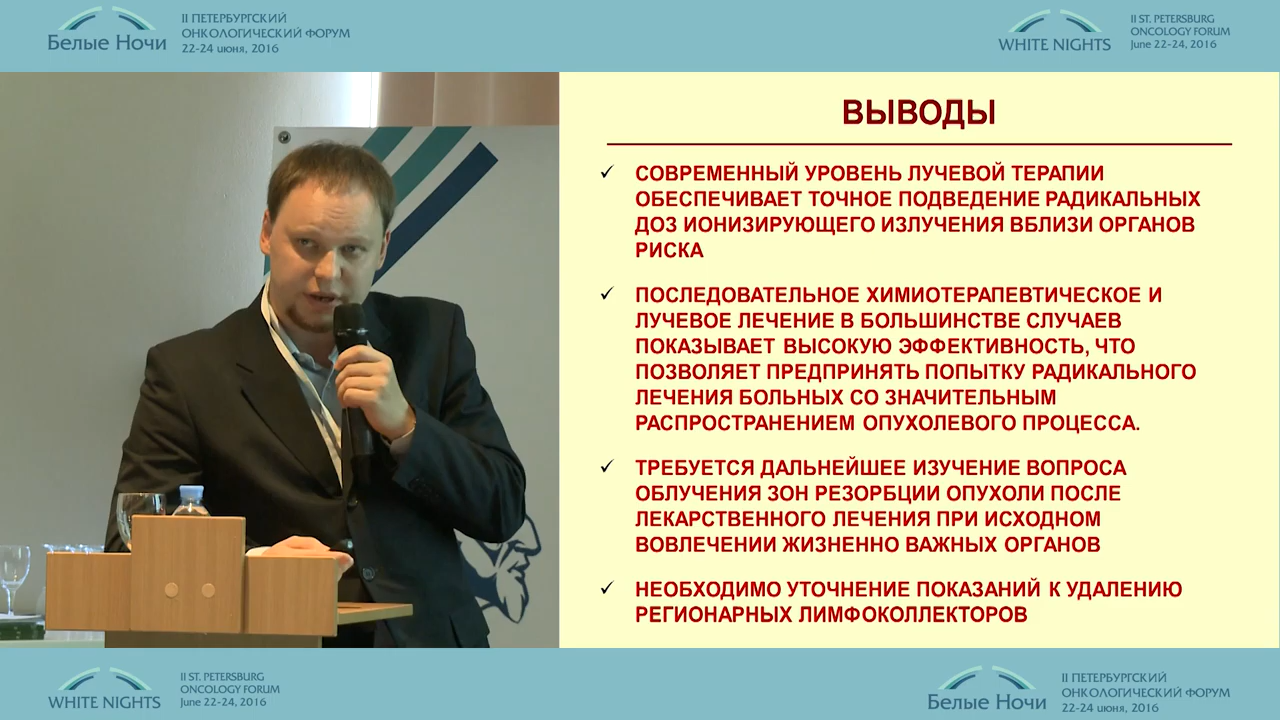 Белые Ночи
II ПЕТЕРБУРГСКИЙ
ОНКОЛОГИЧЕСКИЙ ФОРУМ
22-24 июня, 2016
WHITE NIGHTS
II ST. PETERSBURG
ONCOLOGY FORUM
June 22-24, 2016
ВЫВОДЫ
СОВРЕМЕННЫЙ УРОВЕНЬ ЛУЧЕВОЙ ТЕРАПИИ
ОБЕСПЕЧИВАЕТ ТОЧНОЕ ПОДВЕДЕНИЕ РАДИКАЛЬНЫХ
ДОЗ ИОНИЗИРУЮЩЕГО ИЗЛУЧЕНИЯ ВБЛИЗИ ОРГАНОВ
РИСКА
ПОСЛЕДОВАТЕЛЬНОЕ ХИМИОТЕРАПЕВТИЧЕСКОЕ И
ЛУЧЕВОЕ ЛЕЧЕНИЕ В БОЛЬШИНСТВЕ СЛУЧАЕВ
ПОКАЗЫВАЕТ ВЫСОКУЮ ЭФФЕКТИВНОСТЬ, ЧТО
ПОЗВОЛЯЕТ ПРЕДПРИНЯТЬ ПОПЫТКУ РАДИКАЛЬНОГО
ЛЕЧЕНИЯ БОЛЬНЫХ СО ЗНАЧИТЕЛЬНЫМ
РАСПРОСТРАНЕНИЕМ ОПУХОЛЕВОГО ПРОЦЕССА.
ТРЕБУЕТСЯ ДАЛЬНЕЙШЕЕ ИЗУЧЕНИЕ ВОПРОСА
ОБЛУЧЕНИЯ ЗОН РЕЗОРБЦИИ ОПУХОЛИ ПОСЛЕ
ЛЕКАРСТВЕННОГО ЛЕЧЕНИЯ ПРИ ИСХОДНОМ
ВОВЛЕЧЕНИИ ЖИЗНЕННО ВАЖНЫХ ОРГАНОВ
НЕОБХОДИМО УТОЧНЕНИЕ ПОКАЗАНИЙ К УДАЛЕНИЮ
РЕГИОНАРНЫХ ЛИМФОКОЛЛЕКТОРОВ
WHITE NIGHTS
II ST. PETERSBURG
ONCOLOGY FORUM
June 22-24, 2016
Белые Ночи
II ПЕТЕРБУРГСКИЙ
ОНКОЛОГИЧЕСКИЙ ФОРУМ
22-24 июня, 2016